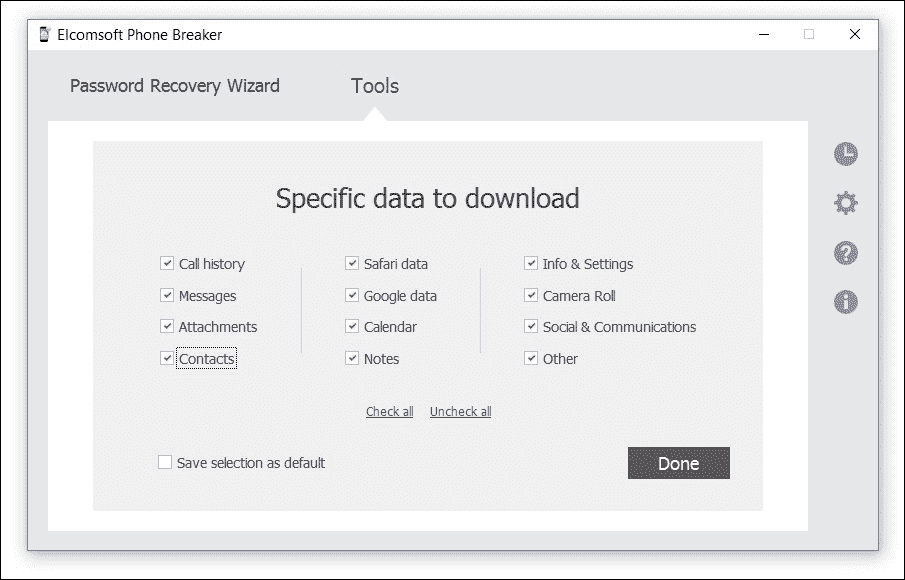 Elcomsoft Phone Breaker
Password Recovery Wizard
Tools
Specific data to download
Call history
Messages
Attachments
Contacts
Safari data
Google data
Calendar
Notes
Info & Settings
Camera Roll
Social & Communications
Other
Check all
Uncheck all
Save selection as default
Done